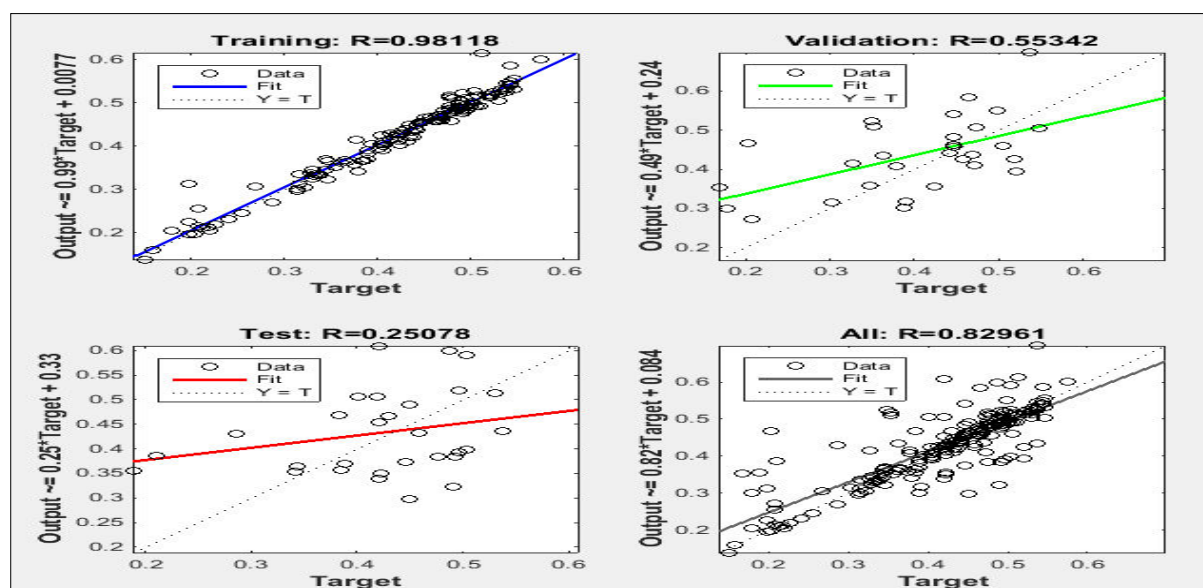 Training: R=0.98118
Output ~= 0.99*Target + 0.0077
0.6
0.5
0.4
0.3
0.2
Data
Fit
Y = T
0.2 0.3 0.4 0.5 0.6
Target
Validation: R=0.55342
Output ~= 0.49*Target + 0.24
0.6
0.5
0.4
0.3
0.2
Data
Fit
Y = T
0.2 0.3 0.4 0.5 0.6
Target
Test: R=0.25078
Output ~= 0.25*Target + 0.33
0.6
0.55
0.5
0.45
0.4
0.35
0.3
0.25
0.2
Data
Fit
Y = T
0.2 0.3 0.4 0.5 0.6
Target
All: R=0.82961
Output ~= 0.82*Target + 0.084
0.6
0.5
0.4
0.3
0.2
Data
Fit
Y = T
0.2 0.3 0.4 0.5 0.6
Target